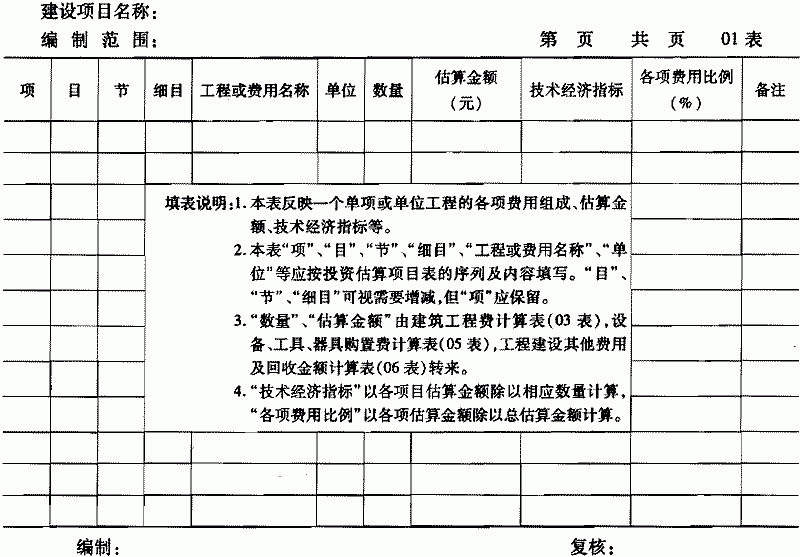 建设项目名称：
编 制 范 围： 第 页 共 页 01表
项 目 节 细目 工程或费用名称 单位 数量 估算金额 技术经济指标 各项费用比例 备注
（元） （%）
填表说明：1. 本表反映一个单项或单位工程的各项费用组成、估算金
额、技术经济指标等。
2. 本表“项”、“目”、“节”、“细目”、“工程或费用名称”、“单
位”等应按投资估算项目表的序列及内容填写。“目”、
“节”、“细目”可视需要增减，但“项”应保留。
3. “数量”、“估算金额”由建筑工程费计算表（03表），设
备、工具、器具购置费计算表（05表），工程建设其他费用
及回收金额计算表（06表）转来。
4. “技术经济指标”以各项目估算金额除以相应数量计算，
“各项费用比例”以各项估算金额除以总估算金额计算。
编制： 复核：